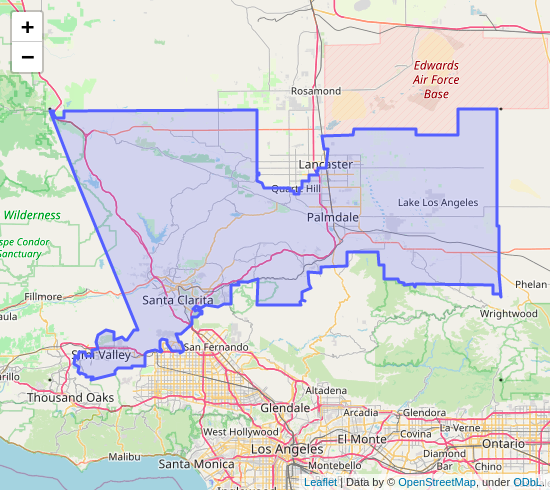 +
−
Edwards
Air Force
Base
Rosamond
Lancaster
Quartz Hill
Lake Los Angeles
Palmdale
Wilderness
spe Condor
Sanctuary
Fillmore
Santa Clarita
Phelan
Wrightwood
aula
San Fernando
Simi Valley
arillo
Thousand Oaks
Altadena
Glendale
Arcadia
Glendora
La-Verne
West Hollywood
El Monte
Covina
Ontario
Malibu
Los Angeles
Diamond
Bar
Santa Monica
Montebello
Chino
Leaflet | Data by © OpenStreetMap, under ODbL.